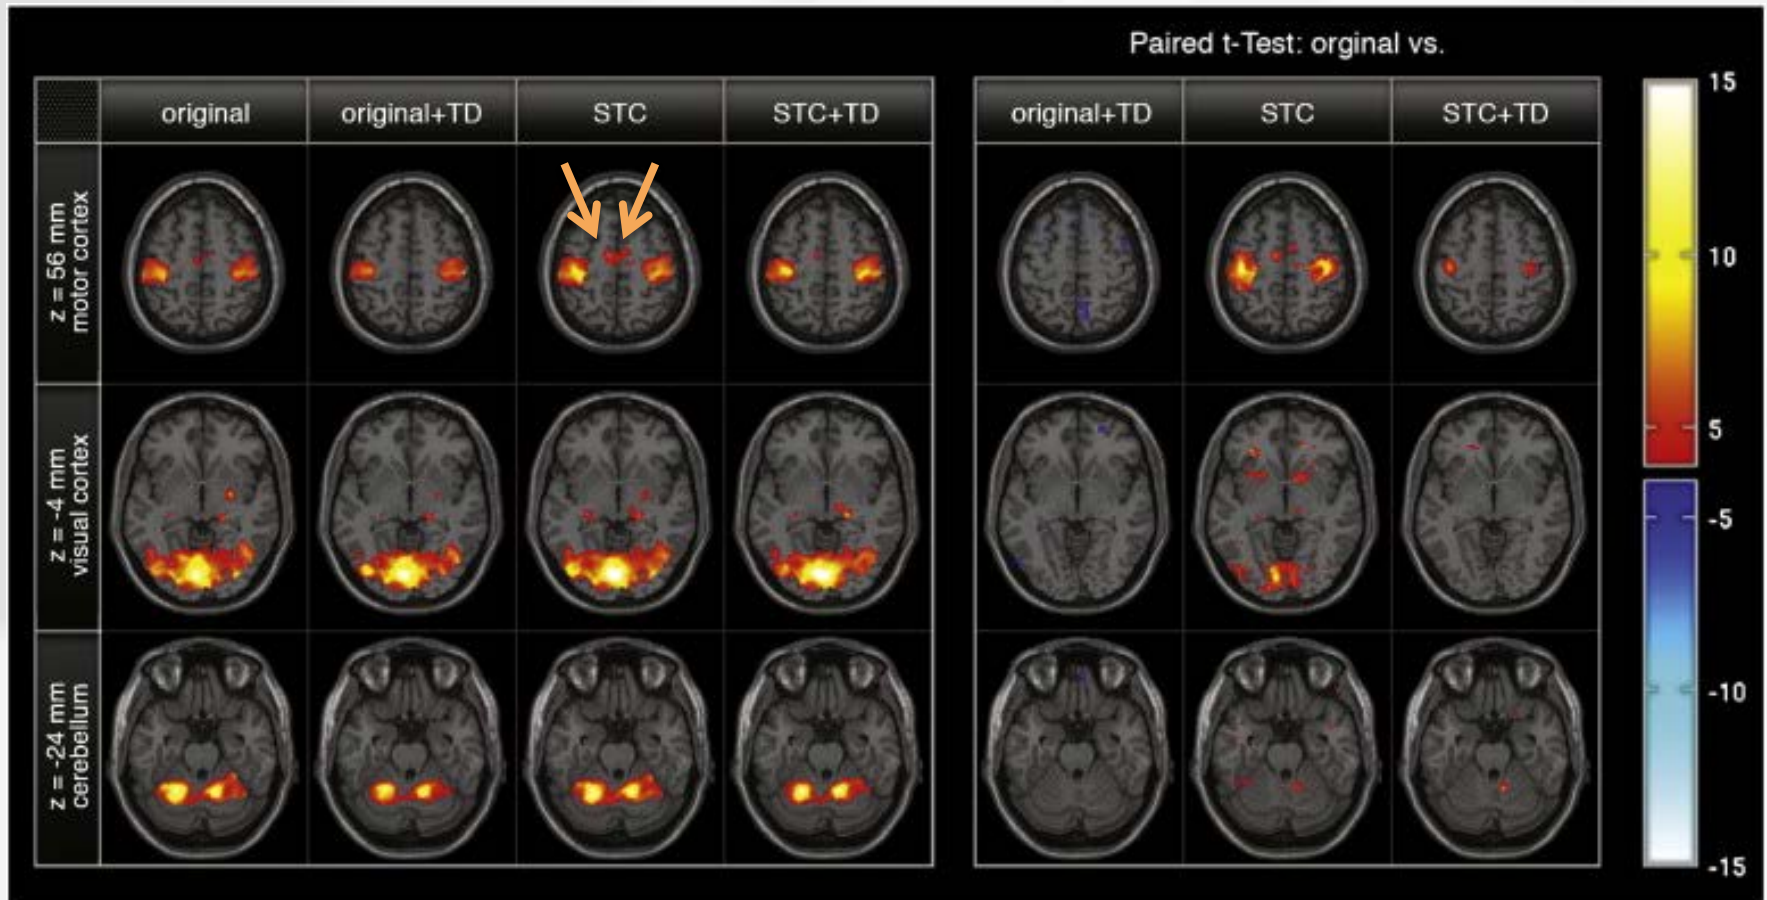 Paired t-Test: orginal vs.
original
original+TD
STC
STC+TD
original+TD
STC
STC+TD
z = 56 mm
motor cortex
z = -4 mm
visual cortex
z = -24 mm
cerebellum
15
10
5
-5
-10
-15